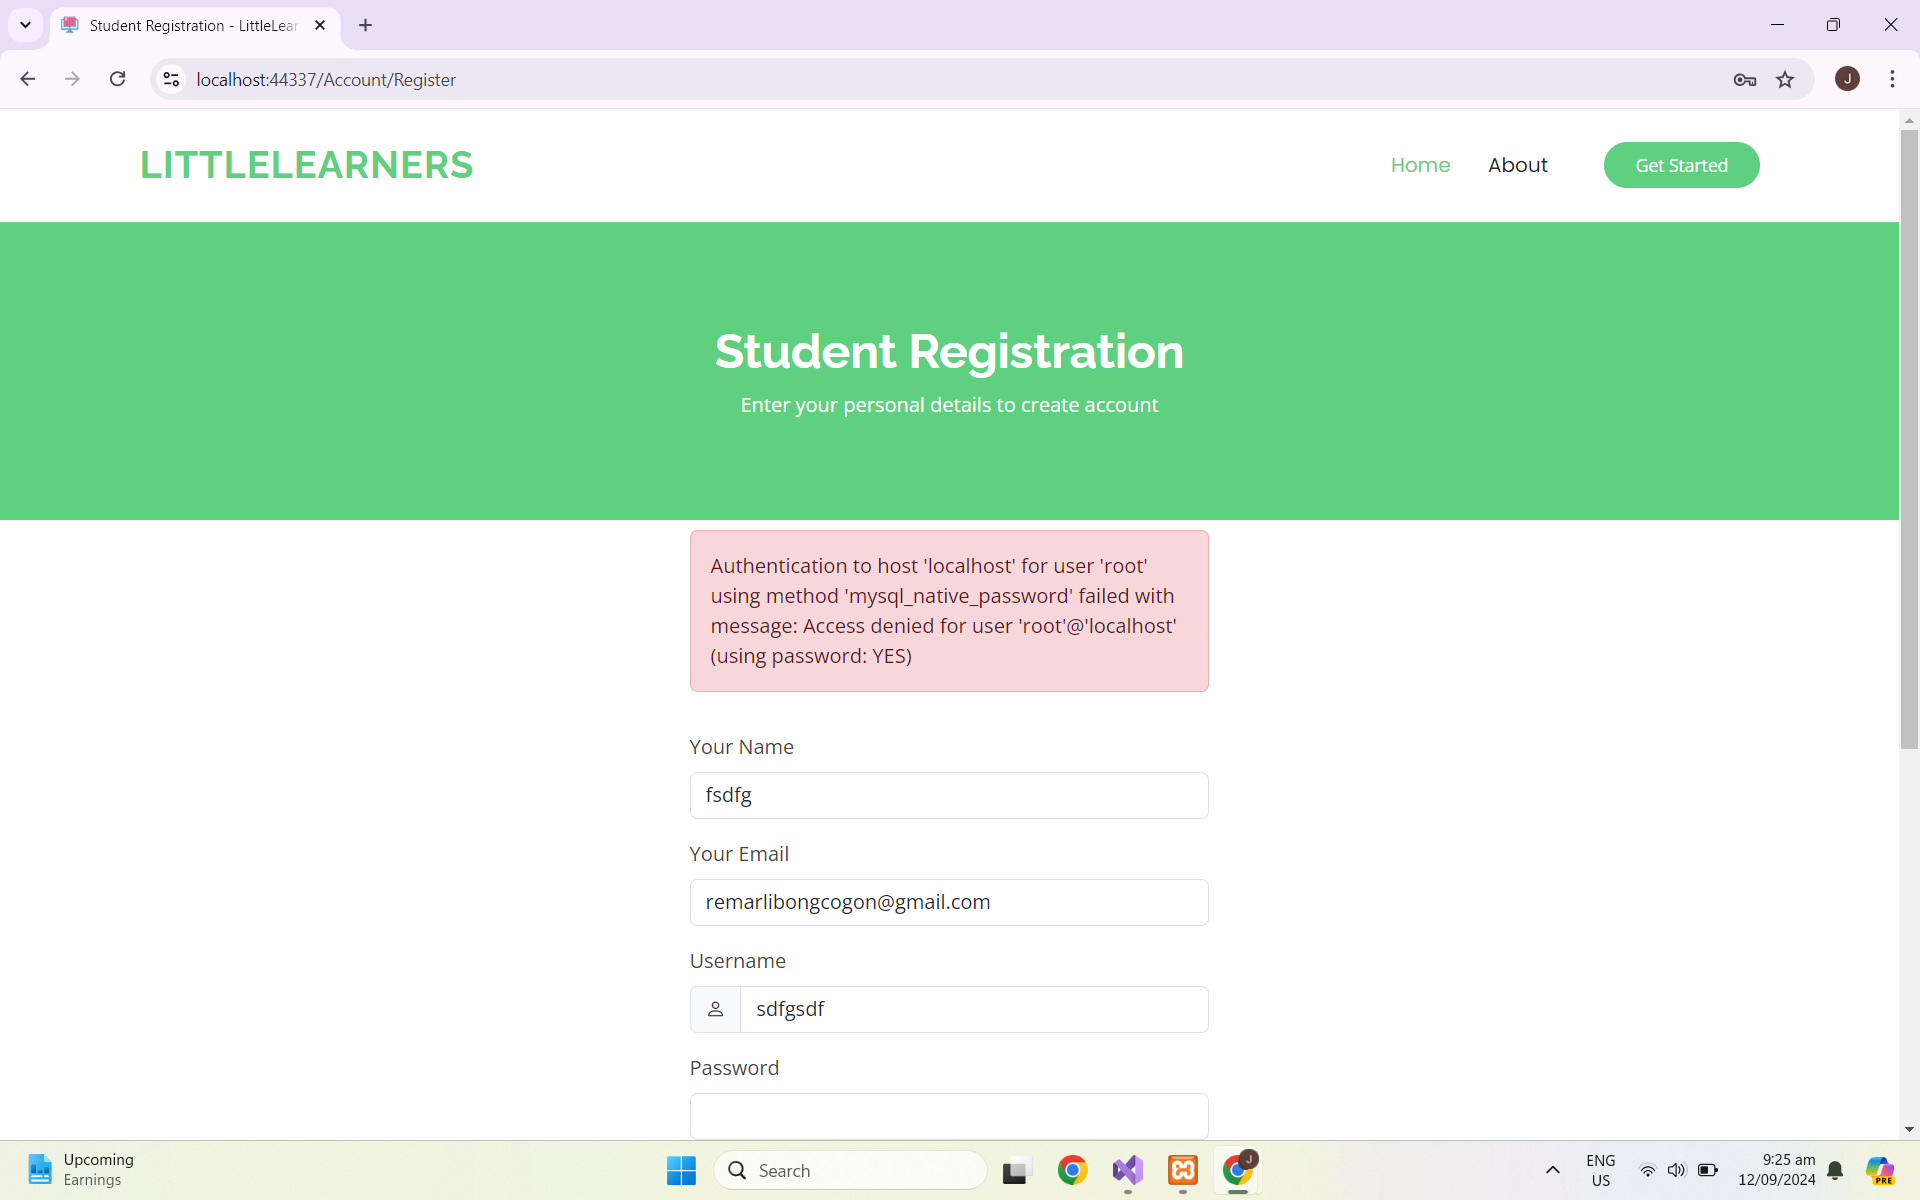 Student Registration - LittleLear
localhost:44337/Account/Register
J
LITTLELEARNERS
Home
About
Get Started
Student Registration
Enter your personal details to create account
Authentication to host 'localhost' for user 'root'
using method 'mysql_native_password' failed with
message: Access denied for user 'root'@'localhost'
(using password: YES)
Your Name
fsdfg
Your Email
remarlibongcogon@gmail.com
Username
sdfgsdf
Password
Upcoming
Earnings
Search
J
ENG
US
9:25 am
12/09/2024
PRE